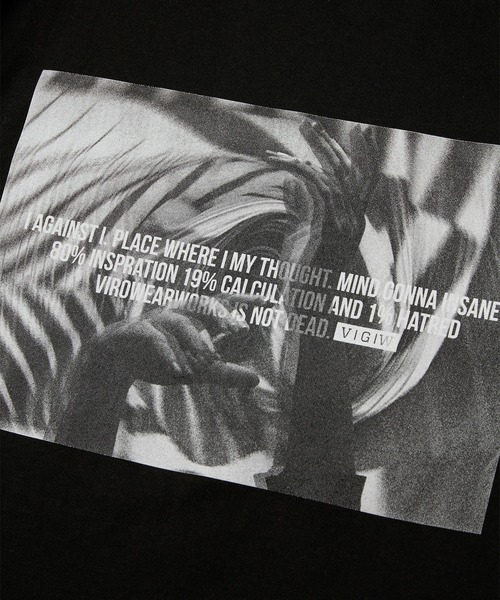 I AGAINST I. PLACE WHERE I MY THOUGHT. MIND GONNA INSANE
80% INSPRATION 19% CALCULATION AND 1% HATRED
VIROWEARWORKS IS NOT DEAD. VIGIW